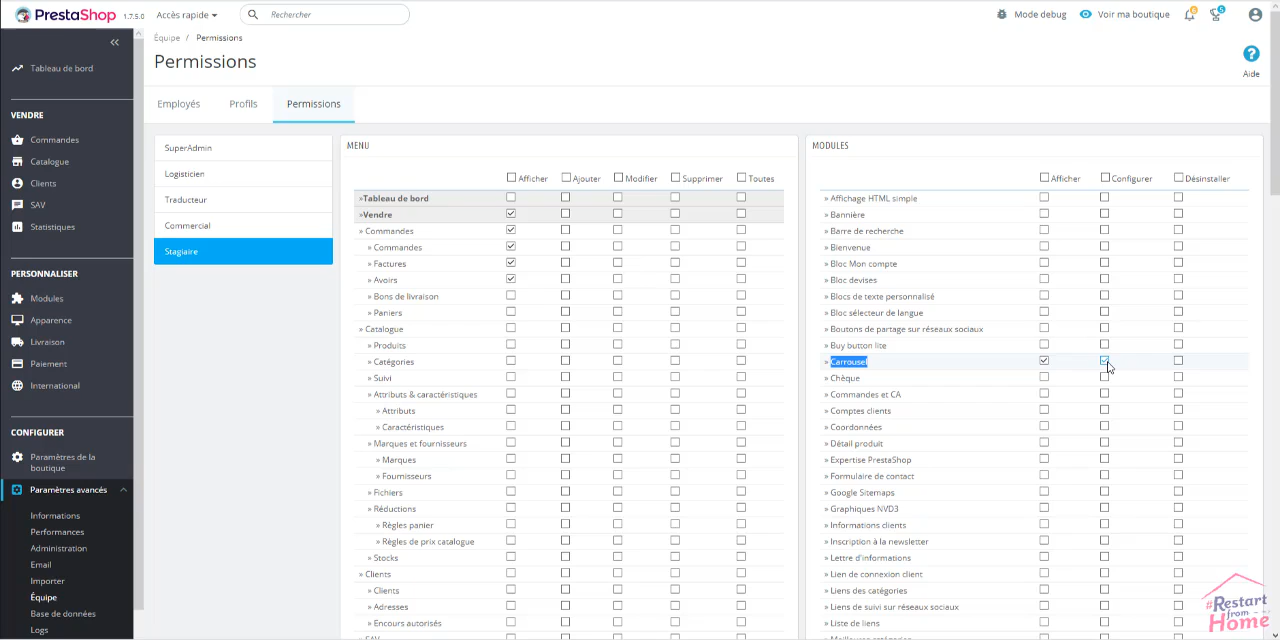 PrestaShop 1.7.5.0 Accès rapide Rechercher Mode debug Voir ma boutique 6 5
Équipe / Permissions
Permissions
Aide
Employés Profils Permissions
Tableau de bord
VENDRE
Commandes
Catalogue
Clients
SAV
Statistiques
PERSONNALISER
Modules
Apparence
Livraison
Paiement
International
CONFIGURER
Paramètres de la
boutique
Paramètres avancés
Informations
Performances
Administration
Email
Importer
Équipe
Base de données
Logs
SuperAdmin
Logisticien
Traducteur
Commercial
Stagiaire
MENU
Afficher Ajouter Modifier Supprimer Toutes
»Tableau de bord
»Vendre
» Commandes
» Commandes
» Factures
» Avoirs
» Bons de livraison
» Paniers
» Catalogue
» Produits
» Catégories
» Suivi
» Attributs & caractéristiques
» Attributs
» Caractéristiques
» Marques et fournisseurs
» Marques
» Fournisseurs
» Fichiers
» Réductions
» Règles panier
» Règles de prix catalogue
» Stocks
» Clients
» Clients
» Adresses
» Encours autorisés
» SAV
MODULES
Afficher Configurer Désinstaller
» Affichage HTML simple
» Bannière
» Barre de recherche
» Bienvenue
» Bloc Mon compte
» Bloc devises
» Blocs de texte personnalisé
» Bloc sélecteur de langue
» Boutons de partage sur réseaux sociaux
» Buy button lite
» Carrousel
» Chèque
» Commandes et CA
» Comptes clients
» Coordonnées
» Détail produit
» Expertise PrestaShop
» Formulaire de contact
» Google Sitemaps
» Graphiques NVD3
» Informations clients
» Inscription à la newsletter
» Lettre d'informations
» Lien de connexion client
» Liens des catégories
» Liens de suivi sur réseaux sociaux
» Liste de liens
#Restart
from
Home